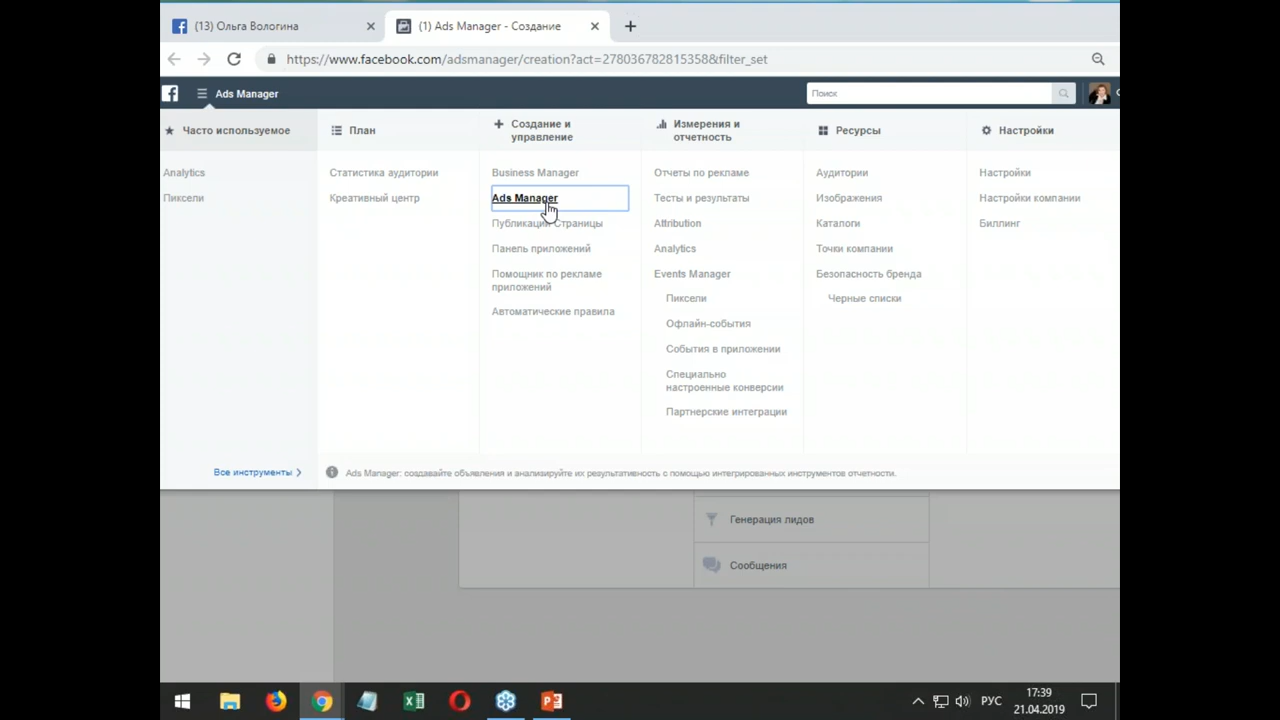 (13) Ольга Вологина
(1) Ads Manager - Создание
https://www.facebook.com/adsmanager/creation?act=2780367828153588&filter_set
Ads Manager
Поиск
Часто используемое
Analytics
Пиксели
Все инструменты
План
Статистика аудитории
Креативный центр
Создание и
управление
Business Manager
Ads Manager
Публикации Страницы
Панель приложений
Помощник по рекламе
приложений
Автоматические правила
Измерения и
отчетность
Отчеты по рекламе
Тесты и результаты
Attribution
Analytics
Events Manager
Пиксели
Офлайн-события
События в приложении
Специально
настроенные конверсии
Партнерские интеграции
Ресурсы
Аудитории
Изображения
Каталоги
Точки компании
Безопасность бренда
Черные списки
Настройки
Настройки
Настройки компании
Биллинг
Ads Manager: создавайте объявления и анализируйте их результативность с помощью интегрированных инструментов отчетности.
Генерация лидов
Сообщения
РУС
17:39
21.04.2019